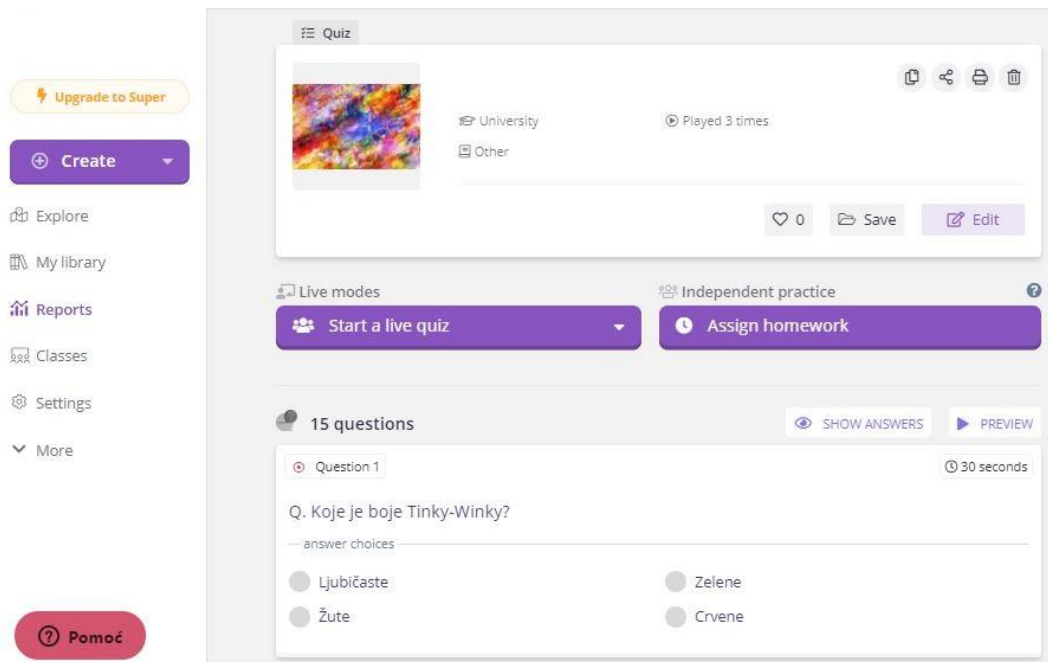 Quiz
Upgrade to Super
Create
Explore
My library
Reports
Classes
Settings
More
Pomoć
University
Played 3 times
Other
0 Save Edit
Live modes
Start a live quiz
Independent practice
Assign homework
15 questions
SHOW ANSWERS PREVIEW
Question 1
30 seconds
Q. Koje je boje Tinky-Winky?
answer choices
Ljubičaste
Zelene
Žute
Crvene